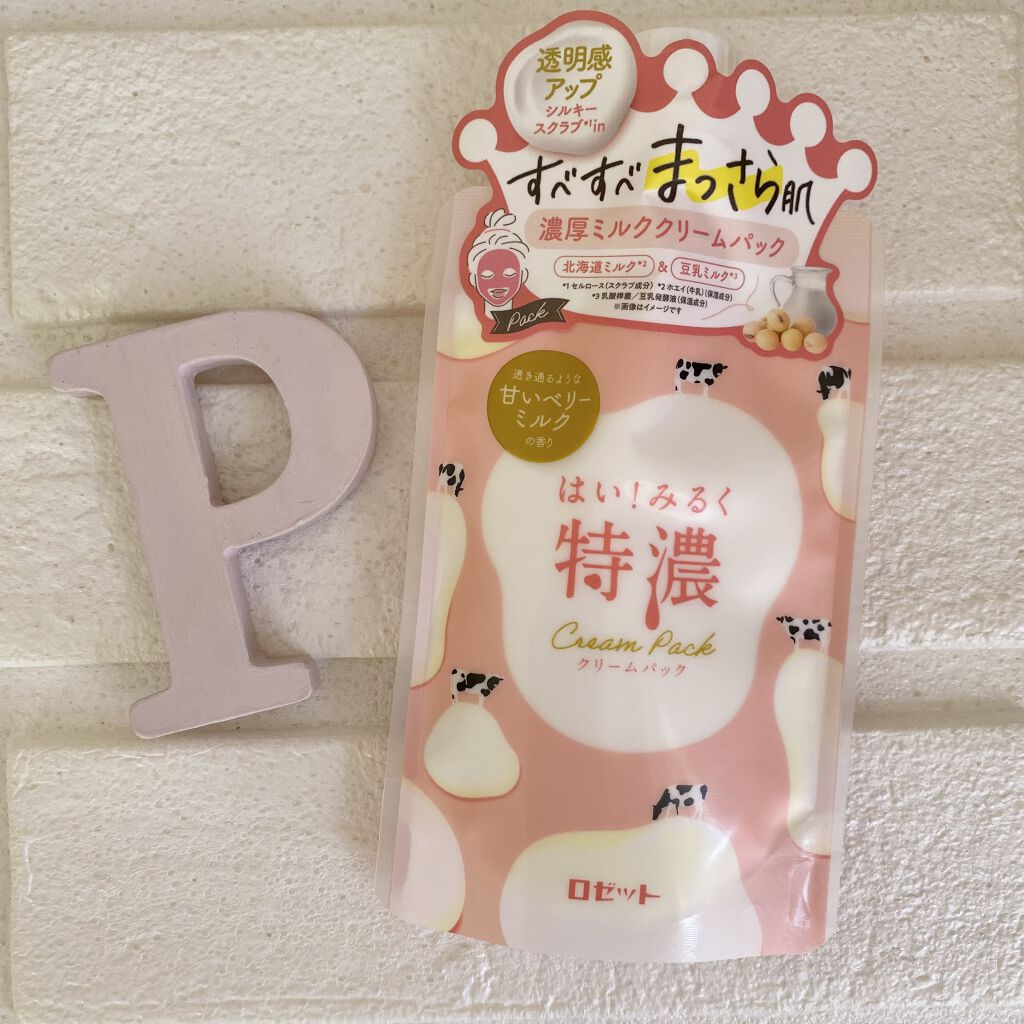 透明感
アップ
シルキー
スクラブ*1in
すべすべまっさら肌
濃厚ミルククリームパック
北海道ミルク*2 & 豆乳ミルク*3
*1 セルロース(スクラブ成分) *2 ホエイ(牛乳)(保湿成分)
*3 乳酸桿菌/豆乳発酵液(保湿成分)
※画像はイメージです
Pack
透き通るような
甘いベリー
ミルク
の香り
はい!みるく
特濃
Cream Pack
クリームパック
ロゼット
P